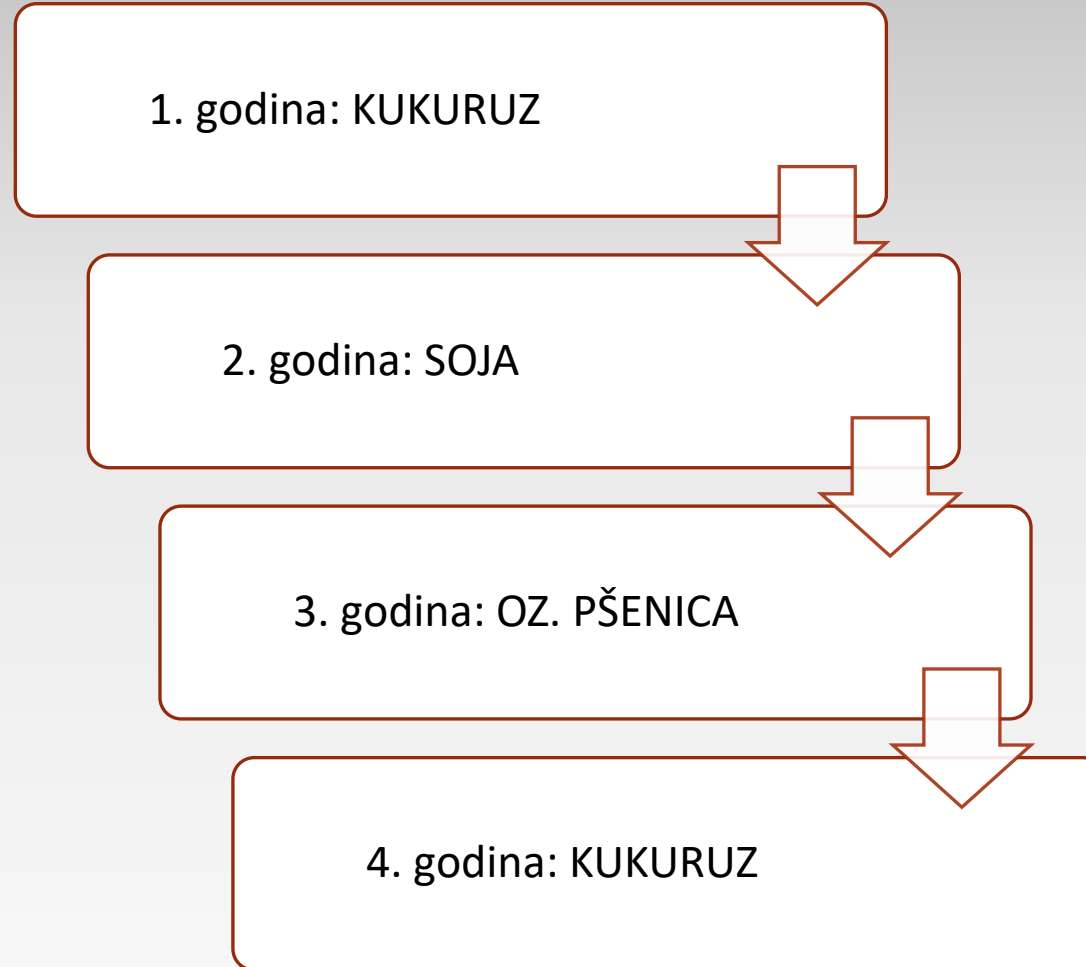 1. godina: KUKURUZ
2. godina: SOJA
3. godina: OZ. PŠENICA
4. godina: KUKURUZ